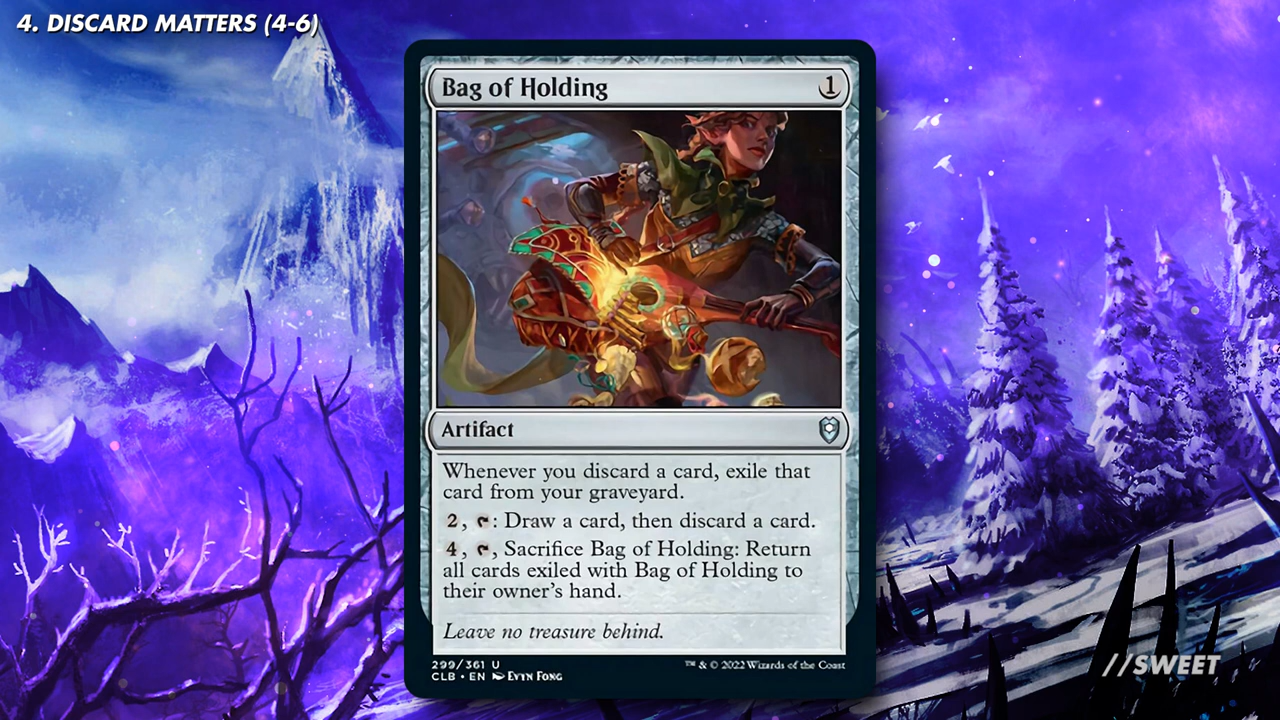 4. DISCARD MATTERS (4-6)
Bag of Holding 1
Artifact
Whenever you discard a card, exile that
card from your graveyard.
2, : Draw a card, then discard a card.
4, , Sacrifice Bag of Holding: Return
all cards exiled with Bag of Holding to
their owner's hand.
Leave no treasure behind.
299/361 U
CLB • EN Evyn Fong
™ & © 2022 Wizards of the Coast
//SWEET